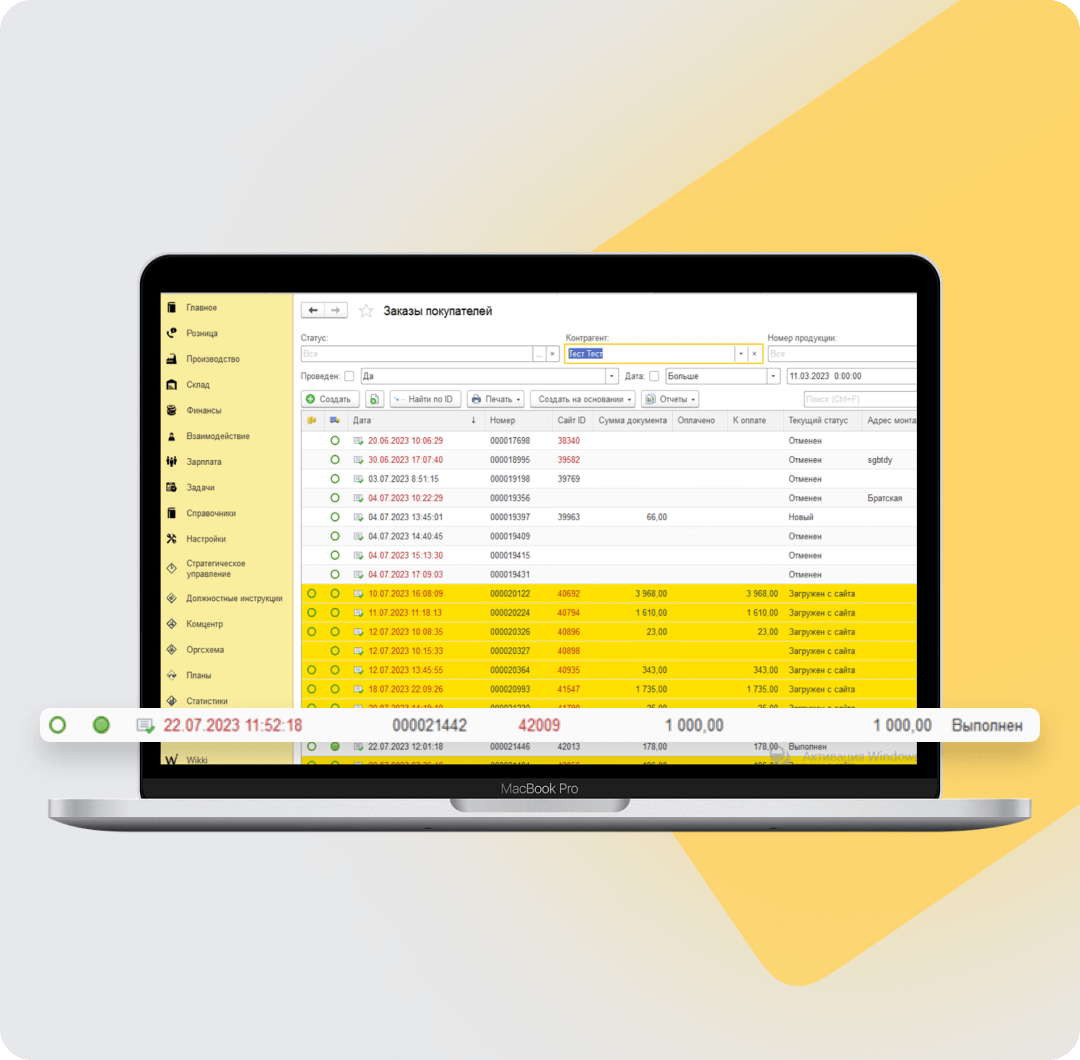 Главное
Розница
Производство
Склад
Финансы
Взаимодействие
Зарплата
Задачи
Справочники
Настройки
Стратегическое
управление
Должностные инструкции
Комцентр
Оргсхема
Планы
Статистики
Wikki
Заказы покупателей
Статус: Контрагент: Номер продукции:
Все ... × Тест Тест × Все
Проведен: Да Дата: Больше 11.03.2023 0:00:00
Создать Найти по ID Печать Создать на основании Отчеты Поиск (Ctrl+F)
Дата ↓ Номер Сайт ID Сумма документа Оплачено К оплате Текущий статус Адрес монта
20.06.2023 10:06:29 000017698 38340 Отменен
30.06.2023 17:07:40 000018995 39582 Отменен sgbtdy
03.07.2023 8:51:15 000019198 39769 Отменен
04.07.2023 10:22:29 000019356 Отменен Братская
04.07.2023 13:45:01 000019397 39963 66,00 Новый
04.07.2023 14:40:45 000019409 Отменен
04.07.2023 15:13:30 000019415 Отменен
04.07.2023 17:09:03 000019431 Отменен
10.07.2023 16:08:09 000020122 40692 3 968,00 3 968,00 Загружен с сайта
11.07.2023 11:18:13 000020224 40794 1 610,00 1 610,00 Загружен с сайта
12.07.2023 10:08:35 000020326 40896 23,00 23,00 Загружен с сайта
12.07.2023 10:15:33 000020327 40898 Загружен с сайта
12.07.2023 13:45:55 000020364 40935 343,00 343,00 Загружен с сайта
18.07.2023 22:09:26 000020993 41547 1 735,00 1 735,00 Загружен с сайта
22.07.2023 11:52:18 000021442 42009 1 000,00 1 000,00 Выполнен
22.07.2023 12:01:18 000021446 42013 178,00 178,00 Выполнен
Активация Windows
MacBook Pro